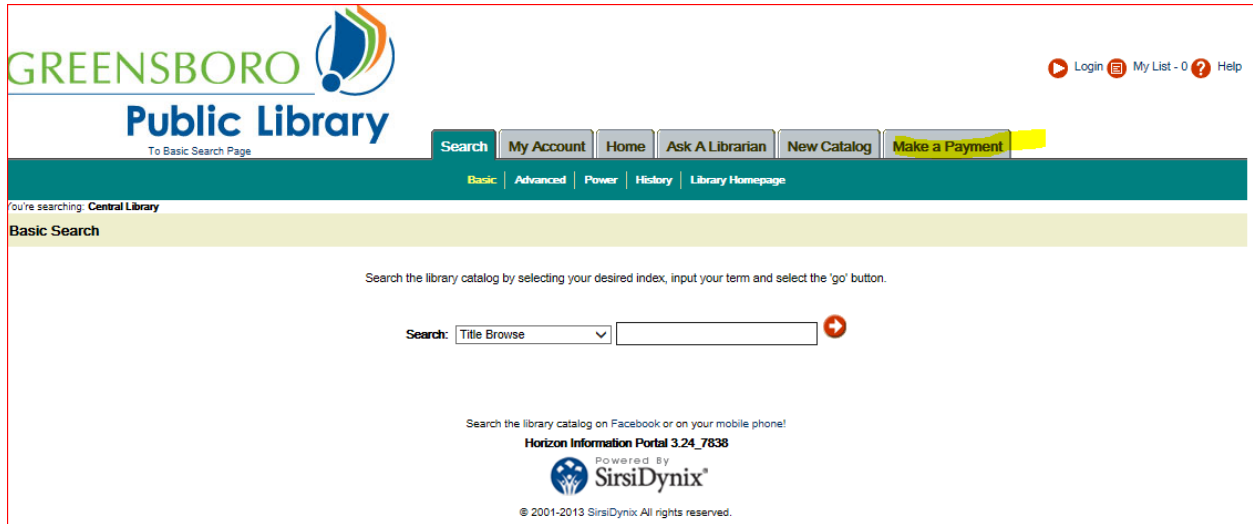 GREENSBORO
Public Library
To Basic Search Page
Login My List - 0 ? Help
Search My Account Home Ask A Librarian New Catalog Make a Payment
Basic | Advanced | Power | History | Library Homepage
You're searching: Central Library
Basic Search
Search the library catalog by selecting your desired index, input your term and select the 'go' button.
Search: Title Browse
Search the library catalog on Facebook or on your mobile phone!
Horizon Information Portal 3.24_7838
Powered By
SirsiDynix®
© 2001-2013 SirsiDynix All rights reserved.